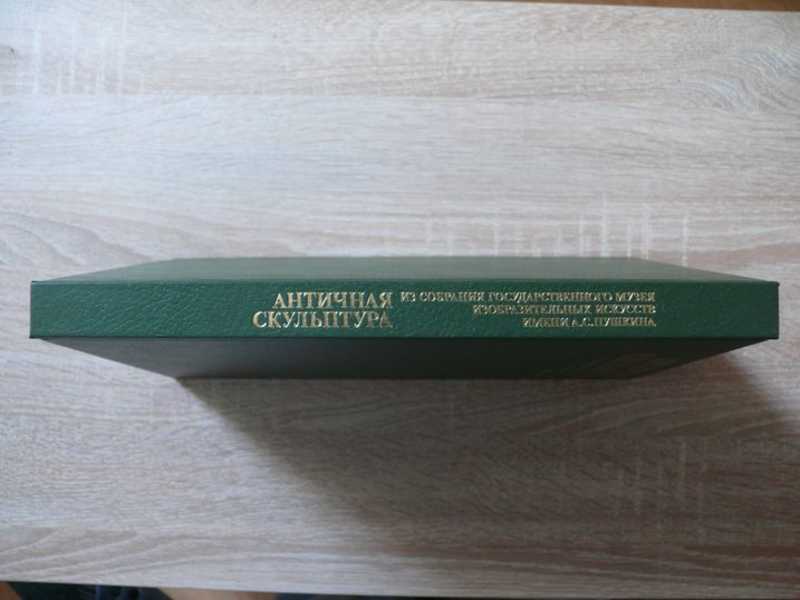 АНТИЧНАЯ
СКУЛЬПТУРА
ИЗ СОБРАНИЯ ГОСУДАРСТВЕННОГО МУЗЕЯ
ИЗОБРАЗИТЕЛЬНЫХ ИСКУССТВ
ИМЕНИ А.С.ПУШКИНА